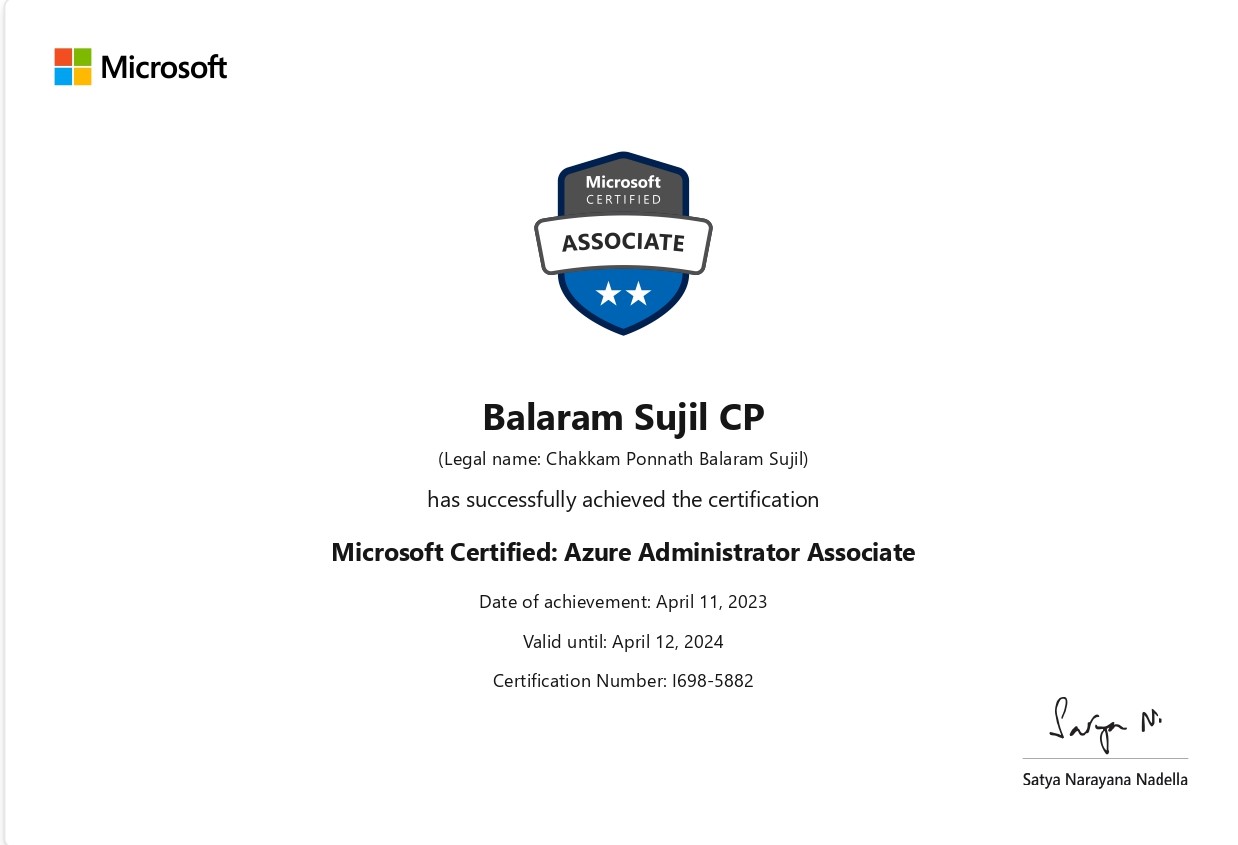 Microsoft
Microsoft
CERTIFIED
ASSOCIATE
Balaram Sujil CP
(Legal name: Chakkam Ponnath Balaram Sujil)
has successfully achieved the certification
Microsoft Certified: Azure Administrator Associate
Date of achievement: April 11, 2023
Valid until: April 12, 2024
Certification Number: I698-5882
Satya N.
Satya Narayana Nadella